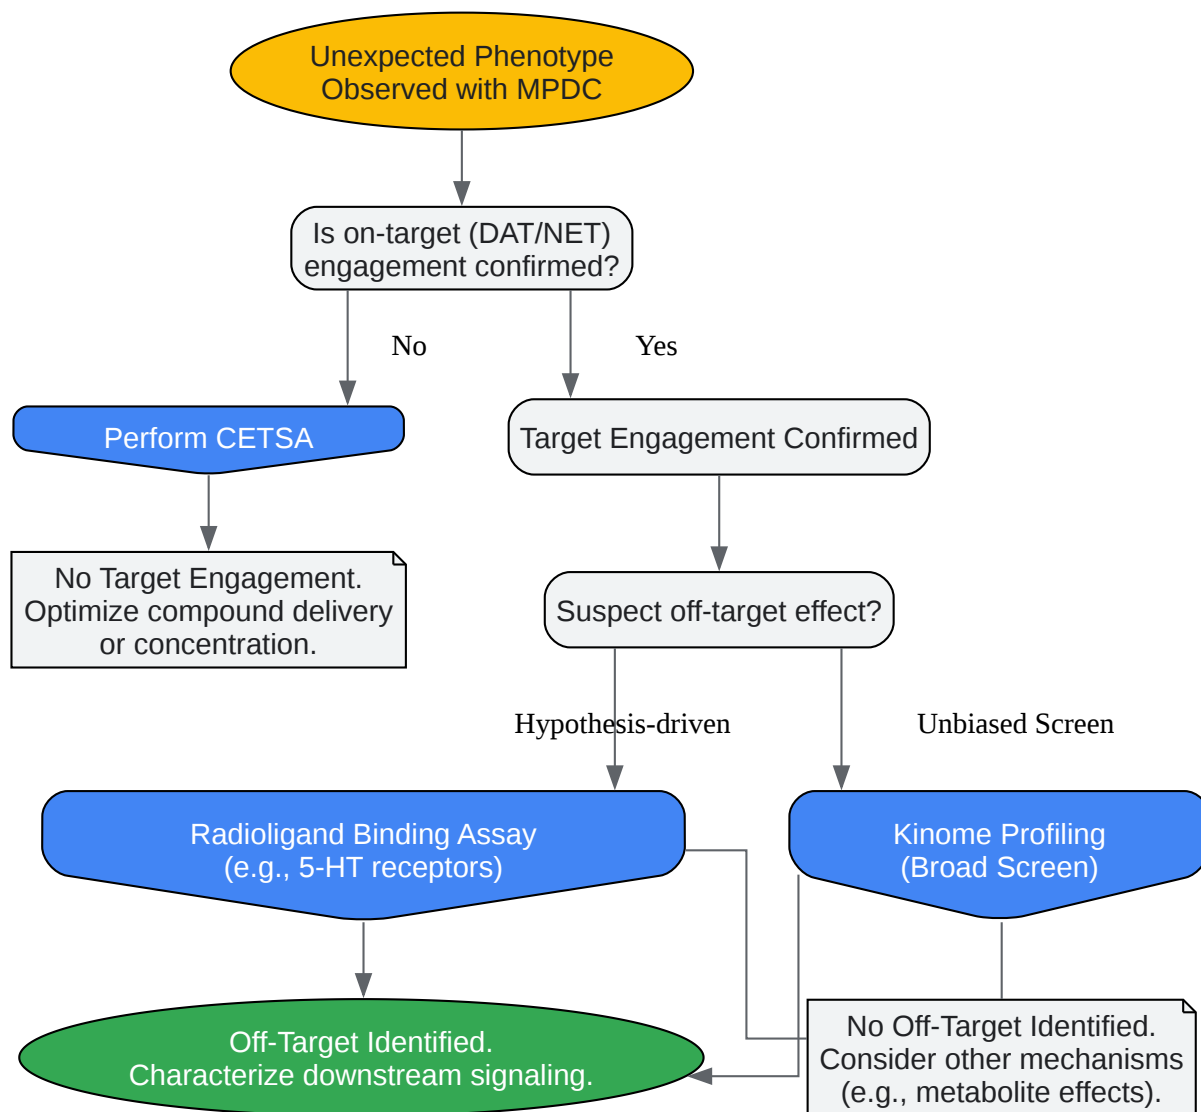 Unexpected Phenotype
Observed with MPDC
Is on-target (DAT/NET)
engagement confirmed?
No
Yes
Perform CETSA
Target Engagement Confirmed
No Target Engagement.
Optimize compound delivery
or concentration.
Suspect off-target effect?
Hypothesis-driven
Unbiased Screen
Radioligand Binding Assay
(e.g., 5-HT receptors)
Kinome Profiling
(Broad Screen)
Off-Target Identified.
Characterize downstream signaling.
No Off-Target Identified.
Consider other mechanisms
(e.g., metabolite effects).